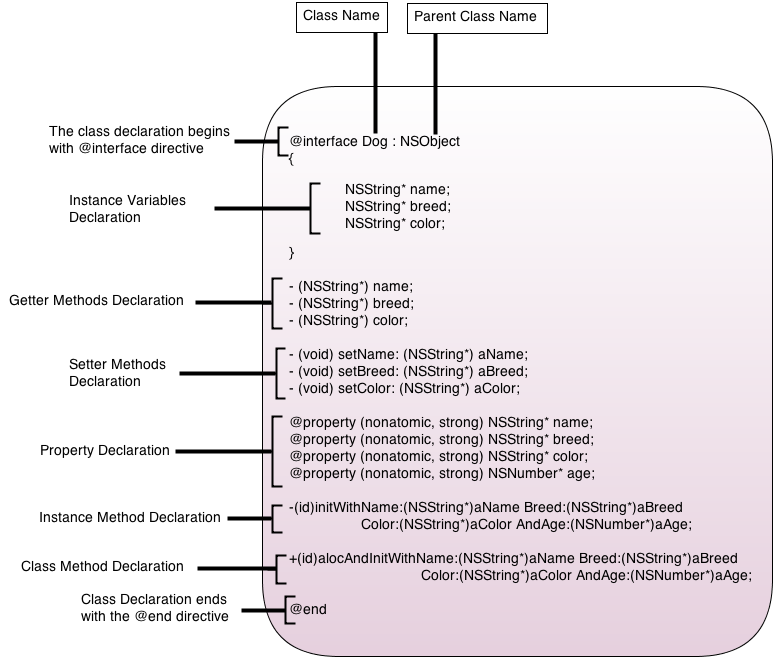 Class Name
Parent Class Name
The class declaration begins
with @interface directive
@interface Dog : NSObject
{
Instance Variables
Declaration
NSString* name;
NSString* breed;
NSString* color;
}
Getter Methods Declaration
- (NSString*) name;
- (NSString*) breed;
- (NSString*) color;
Setter Methods
Declaration
- (void) setName: (NSString*) aName;
- (void) setBreed: (NSString*) aBreed;
- (void) setColor: (NSString*) aColor;
Property Declaration
@property (nonatomic, strong) NSString* name;
@property (nonatomic, strong) NSString* breed;
@property (nonatomic, strong) NSString* color;
@property (nonatomic, strong) NSNumber* age;
Instance Method Declaration
-(id)initWithName:(NSString*)aName Breed:(NSString*)aBreed
Color:(NSString*)aColor AndAge:(NSNumber*)aAge;
Class Method Declaration
+(id)alocAndInitWithName:(NSString*)aName Breed:(NSString*)aBreed
Color:(NSString*)aColor AndAge:(NSNumber*)aAge;
Class Declaration ends
with the @end directive
@end